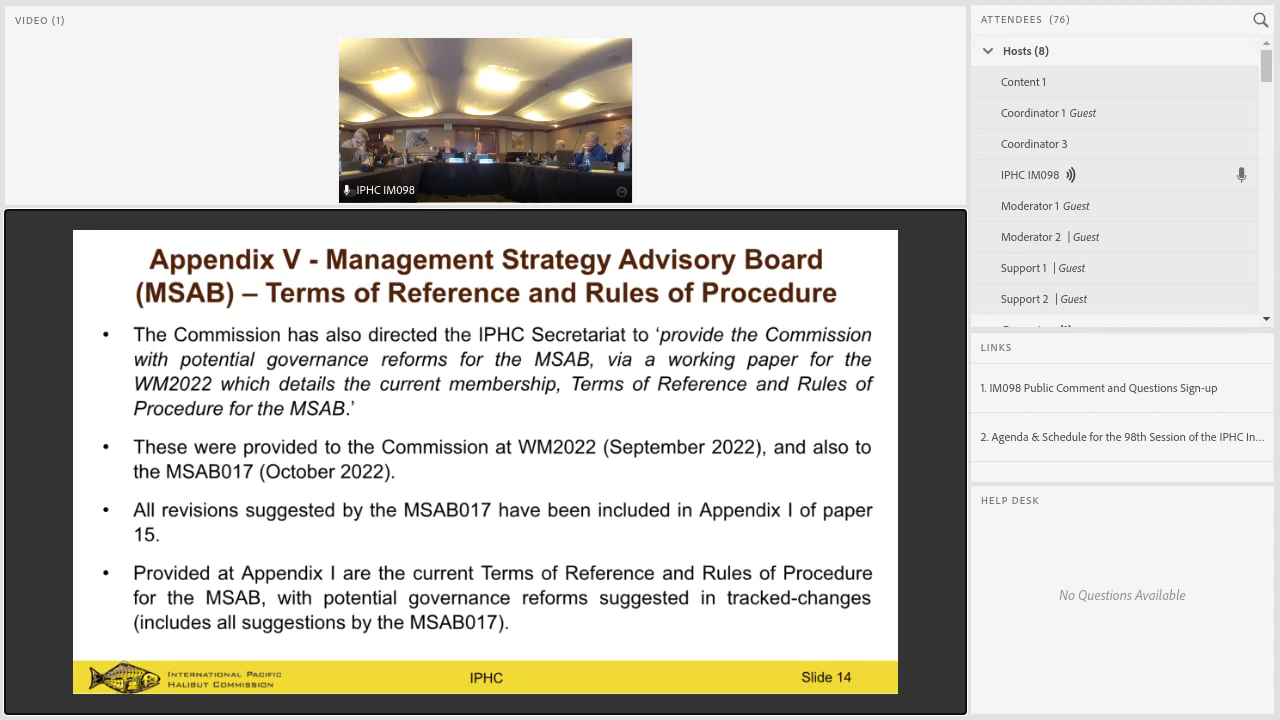 VIDEO (1)
IPHC IM098
Appendix V - Management Strategy Advisory Board
(MSAB) – Terms of Reference and Rules of Procedure
• The Commission has also directed the IPHC Secretariat to ‘provide the Commission
with potential governance reforms for the MSAB, via a working paper for the
WM2022 which details the current membership, Terms of Reference and Rules of
Procedure for the MSAB.’
• These were provided to the Commission at WM2022 (September 2022), and also to
the MSAB017 (October 2022).
• All revisions suggested by the MSAB017 have been included in Appendix I of paper
15.
• Provided at Appendix I are the current Terms of Reference and Rules of Procedure
for the MSAB, with potential governance reforms suggested in tracked-changes
(includes all suggestions by the MSAB017).
INTERNATIONAL PACIFIC
HALIBUT COMMISSION
IPHC
Slide 14
ATTENDEES (76)
Hosts (8)
Content 1
Coordinator 1 Guest
Coordinator 3
IPHC IM098
Moderator 1 Guest
Moderator 2 | Guest
Support 1 | Guest
Support 2 | Guest
LINKS
1. IM098 Public Comment and Questions Sign-up
2. Agenda & Schedule for the 98th Session of the IPHC In...
HELP DESK
No Questions Available